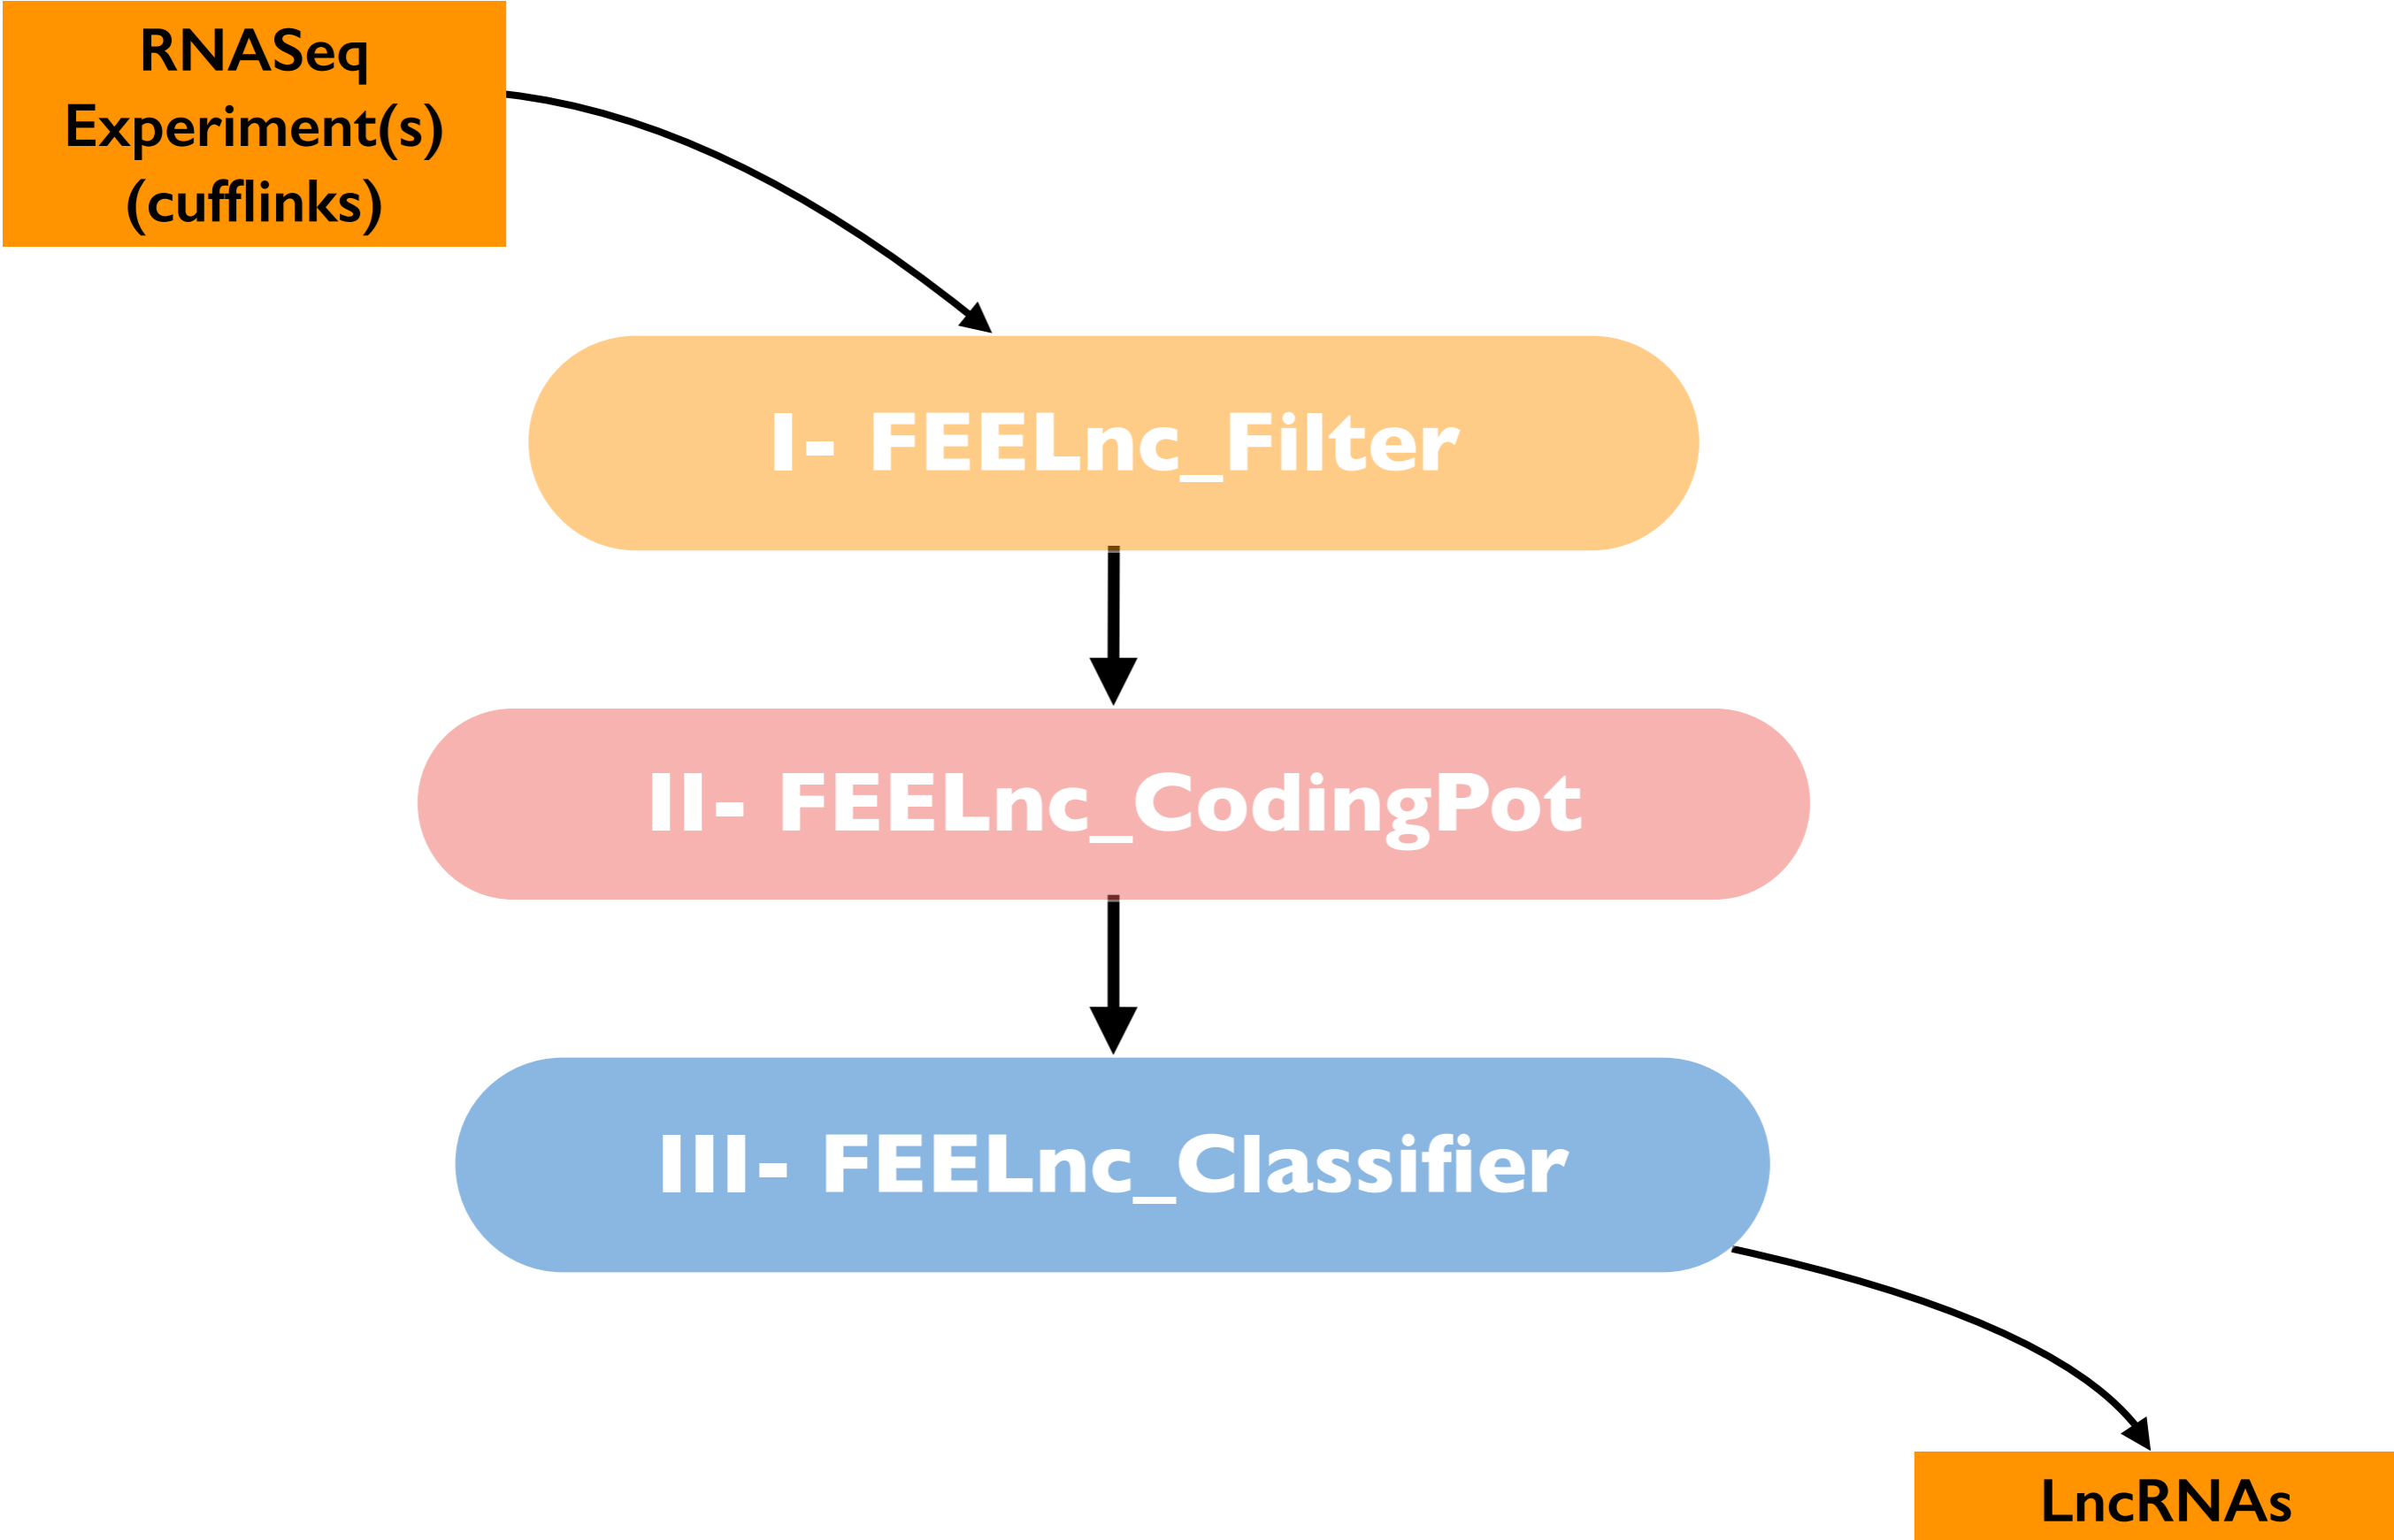 RNASeq
Experiment(s)
(cufflinks)
I- FEELnc_Filter
II- FEELnc_CodingPot
III- FEELnc_Classifier
LncRNAs